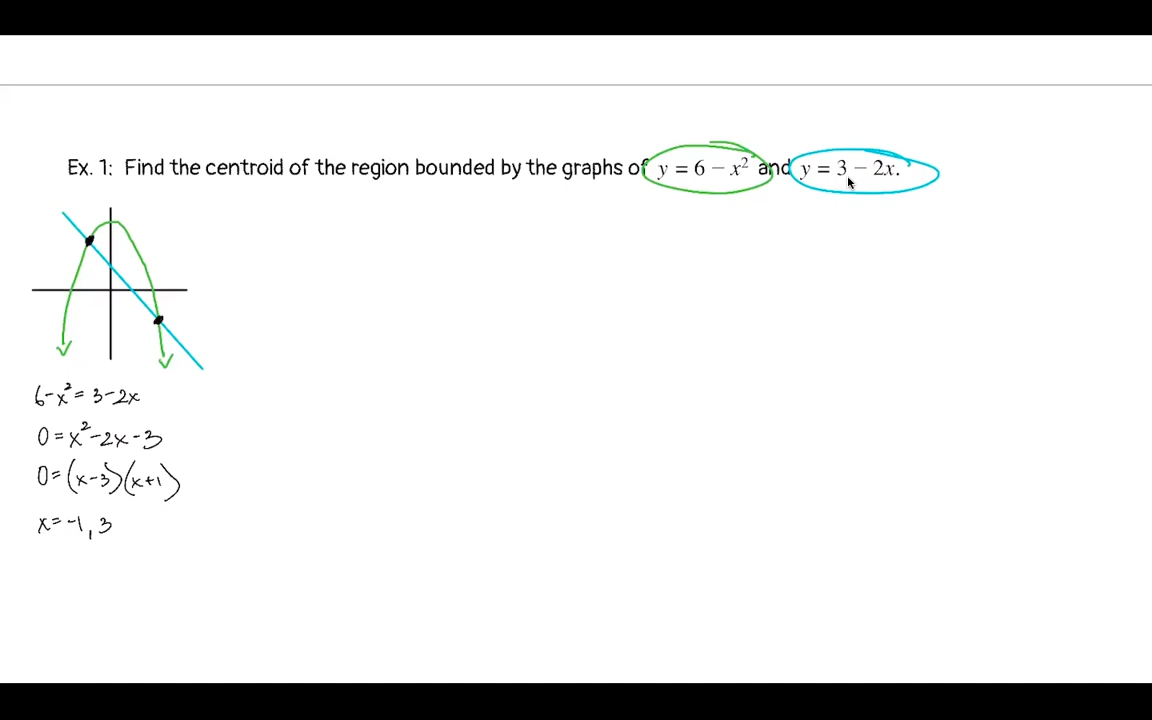 Ex. 1: Find the centroid of the region bounded by the graphs of y = 6 − x² and y = 3 − 2x.
6-x² = 3-2x
0 = x²-2x-3
0 = (x-3)(x+1)
x = -1, 3